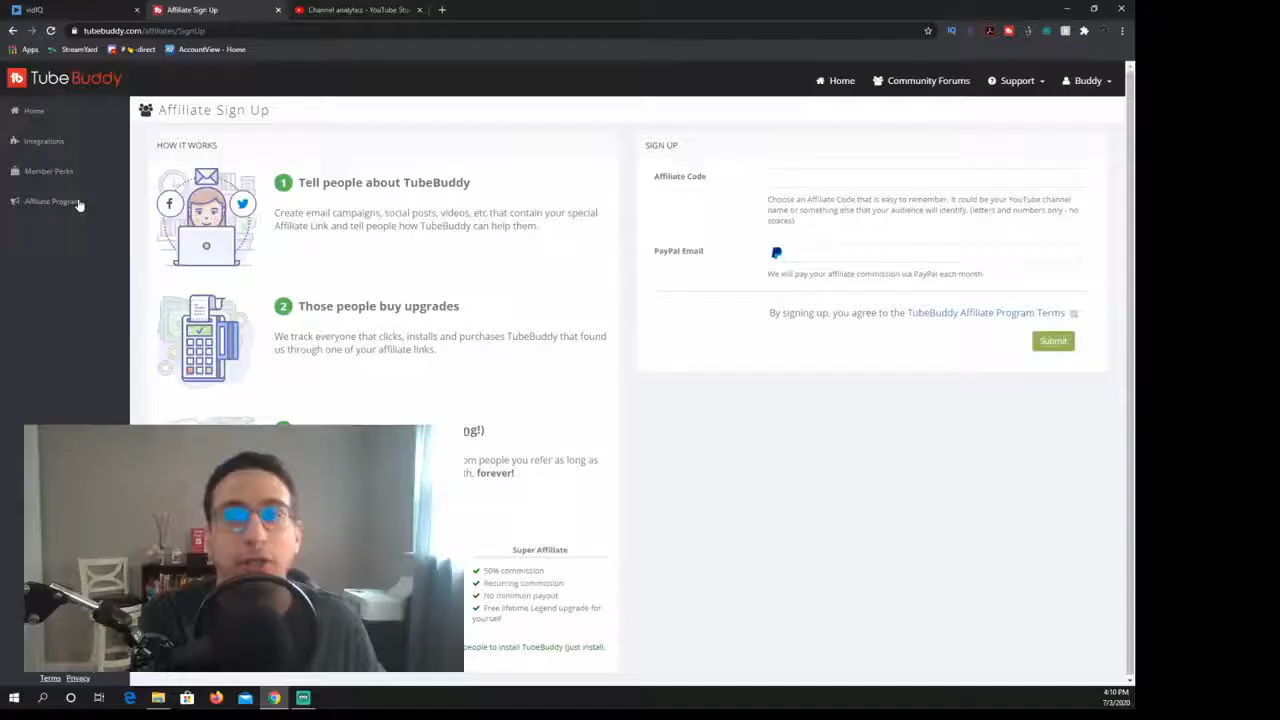 vidIQ
Affiliate Sign Up
Channel analytics - YouTube Stu
tubebuddy.com/affiliates/SignUp
Apps
StreamYard
-direct
AccountView - Home
TubeBuddy
Home
Community Forums
Support
Buddy
Home
Integrations
Member Perks
Affiliate Program
Affiliate Sign Up
HOW IT WORKS
1 Tell people about TubeBuddy
Create email campaigns, social posts, videos, etc that contain your special
Affiliate Link and tell people how TubeBuddy can help them.
2 Those people buy upgrades
We track everyone that clicks, installs and purchases TubeBuddy that found
us through one of your affiliate links.
ng!)
om people you refer as long as
th, forever!
Super Affiliate
50% commission
Recurring commission
No minimum payout
Free lifetime Legend upgrade for
yourself
people to install TubeBuddy (just install,
SIGN UP
Affiliate Code
Choose an Affiliate Code that is easy to remember. It could be your YouTube channel
name or something else that your audience will identify. (letters and numbers only - no
spaces)
PayPal Email
We will pay your affiliate commission via PayPal each month
By signing up, you agree to the TubeBuddy Affiliate Program Terms
Submit
Terms
Privacy
4:10 PM
7/3/2020